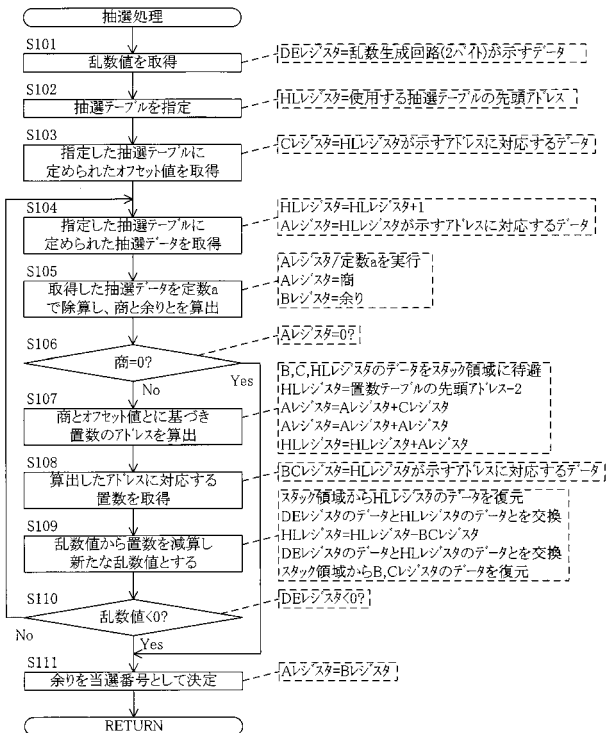 抽選処理
S101
乱数値を取得
DEレジスタ=乱数生成回路(2バイト)が示すデータ
S102
抽選テーブルを指定
HLレジスタ=使用する抽選テーブルの先頭アドレス
S103
指定した抽選テーブルに
定められたオフセット値を取得
Cレジスタ=HLレジスタが示すアドレスに対応するデータ
S104
指定した抽選テーブルに
定められた抽選データを取得
HLレジスタ=HLレジスタ+1
Aレジスタ=HLレジスタが示すアドレスに対応するデータ
S105
取得した抽選データを定数a
で除算し、商と余りとを算出
Aレジスタ/定数aを実行
Aレジスタ=商
Bレジスタ=余り
S106
商=0?
Aレジスタ=0?
No
Yes
S107
商とオフセット値とに基づき
置数のアドレスを算出
B,C,HLレジスタのデータをスタック領域に待避
HLレジスタ=置数テーブルの先頭アドレス-2
Aレジスタ=Aレジスタ+Cレジスタ
Aレジスタ=Aレジスタ+Aレジスタ
HLレジスタ=HLレジスタ+Aレジスタ
S108
算出したアドレスに対応する
置数を取得
BCレジスタ=HLレジスタが示すアドレスに対応するデータ
S109
乱数値から置数を減算し
新たな乱数値とする
スタック領域からHLレジスタのデータを復元
DEレジスタのデータとHLレジスタのデータとを交換
HLレジスタ=HLレジスタ-BCレジスタ
DEレジスタのデータとHLレジスタのデータとを交換
スタック領域からB,Cレジスタのデータを復元
S110
乱数値<0?
DEレジスタ<0?
No
Yes
S111
余りを当選番号として決定
Aレジスタ=Bレジスタ
RETURN